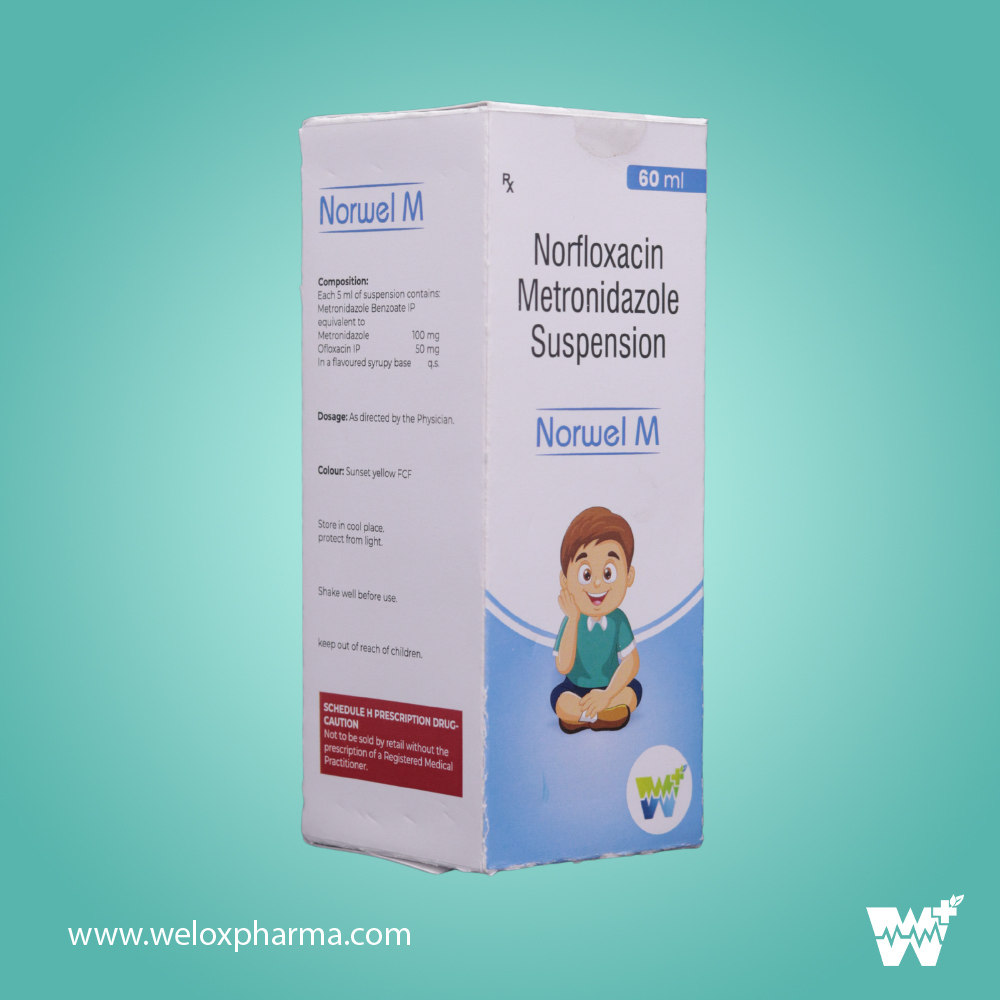 Norwel M
Composition:
Each 5 ml of suspension contains:
Metronidazole Benzoate IP
equivalent to
Metronidazole 100 mg
Ofloxacin IP 50 mg
In a flavoured syrupy base q.s.
Dosage: As directed by the Physician.
Colour: Sunset yellow FCF
Store in cool place.
protect from light.
Shake well before use.
keep out of reach of children.
SCHEDULE H PRESCRIPTION DRUG-
CAUTION
Not to be sold by retail without the
prescription of a Registered Medical
Practitioner.
Rx
60 ml
Norfloxacin
Metronidazole
Suspension
Norwel M
W
www.weloxpharma.com
W